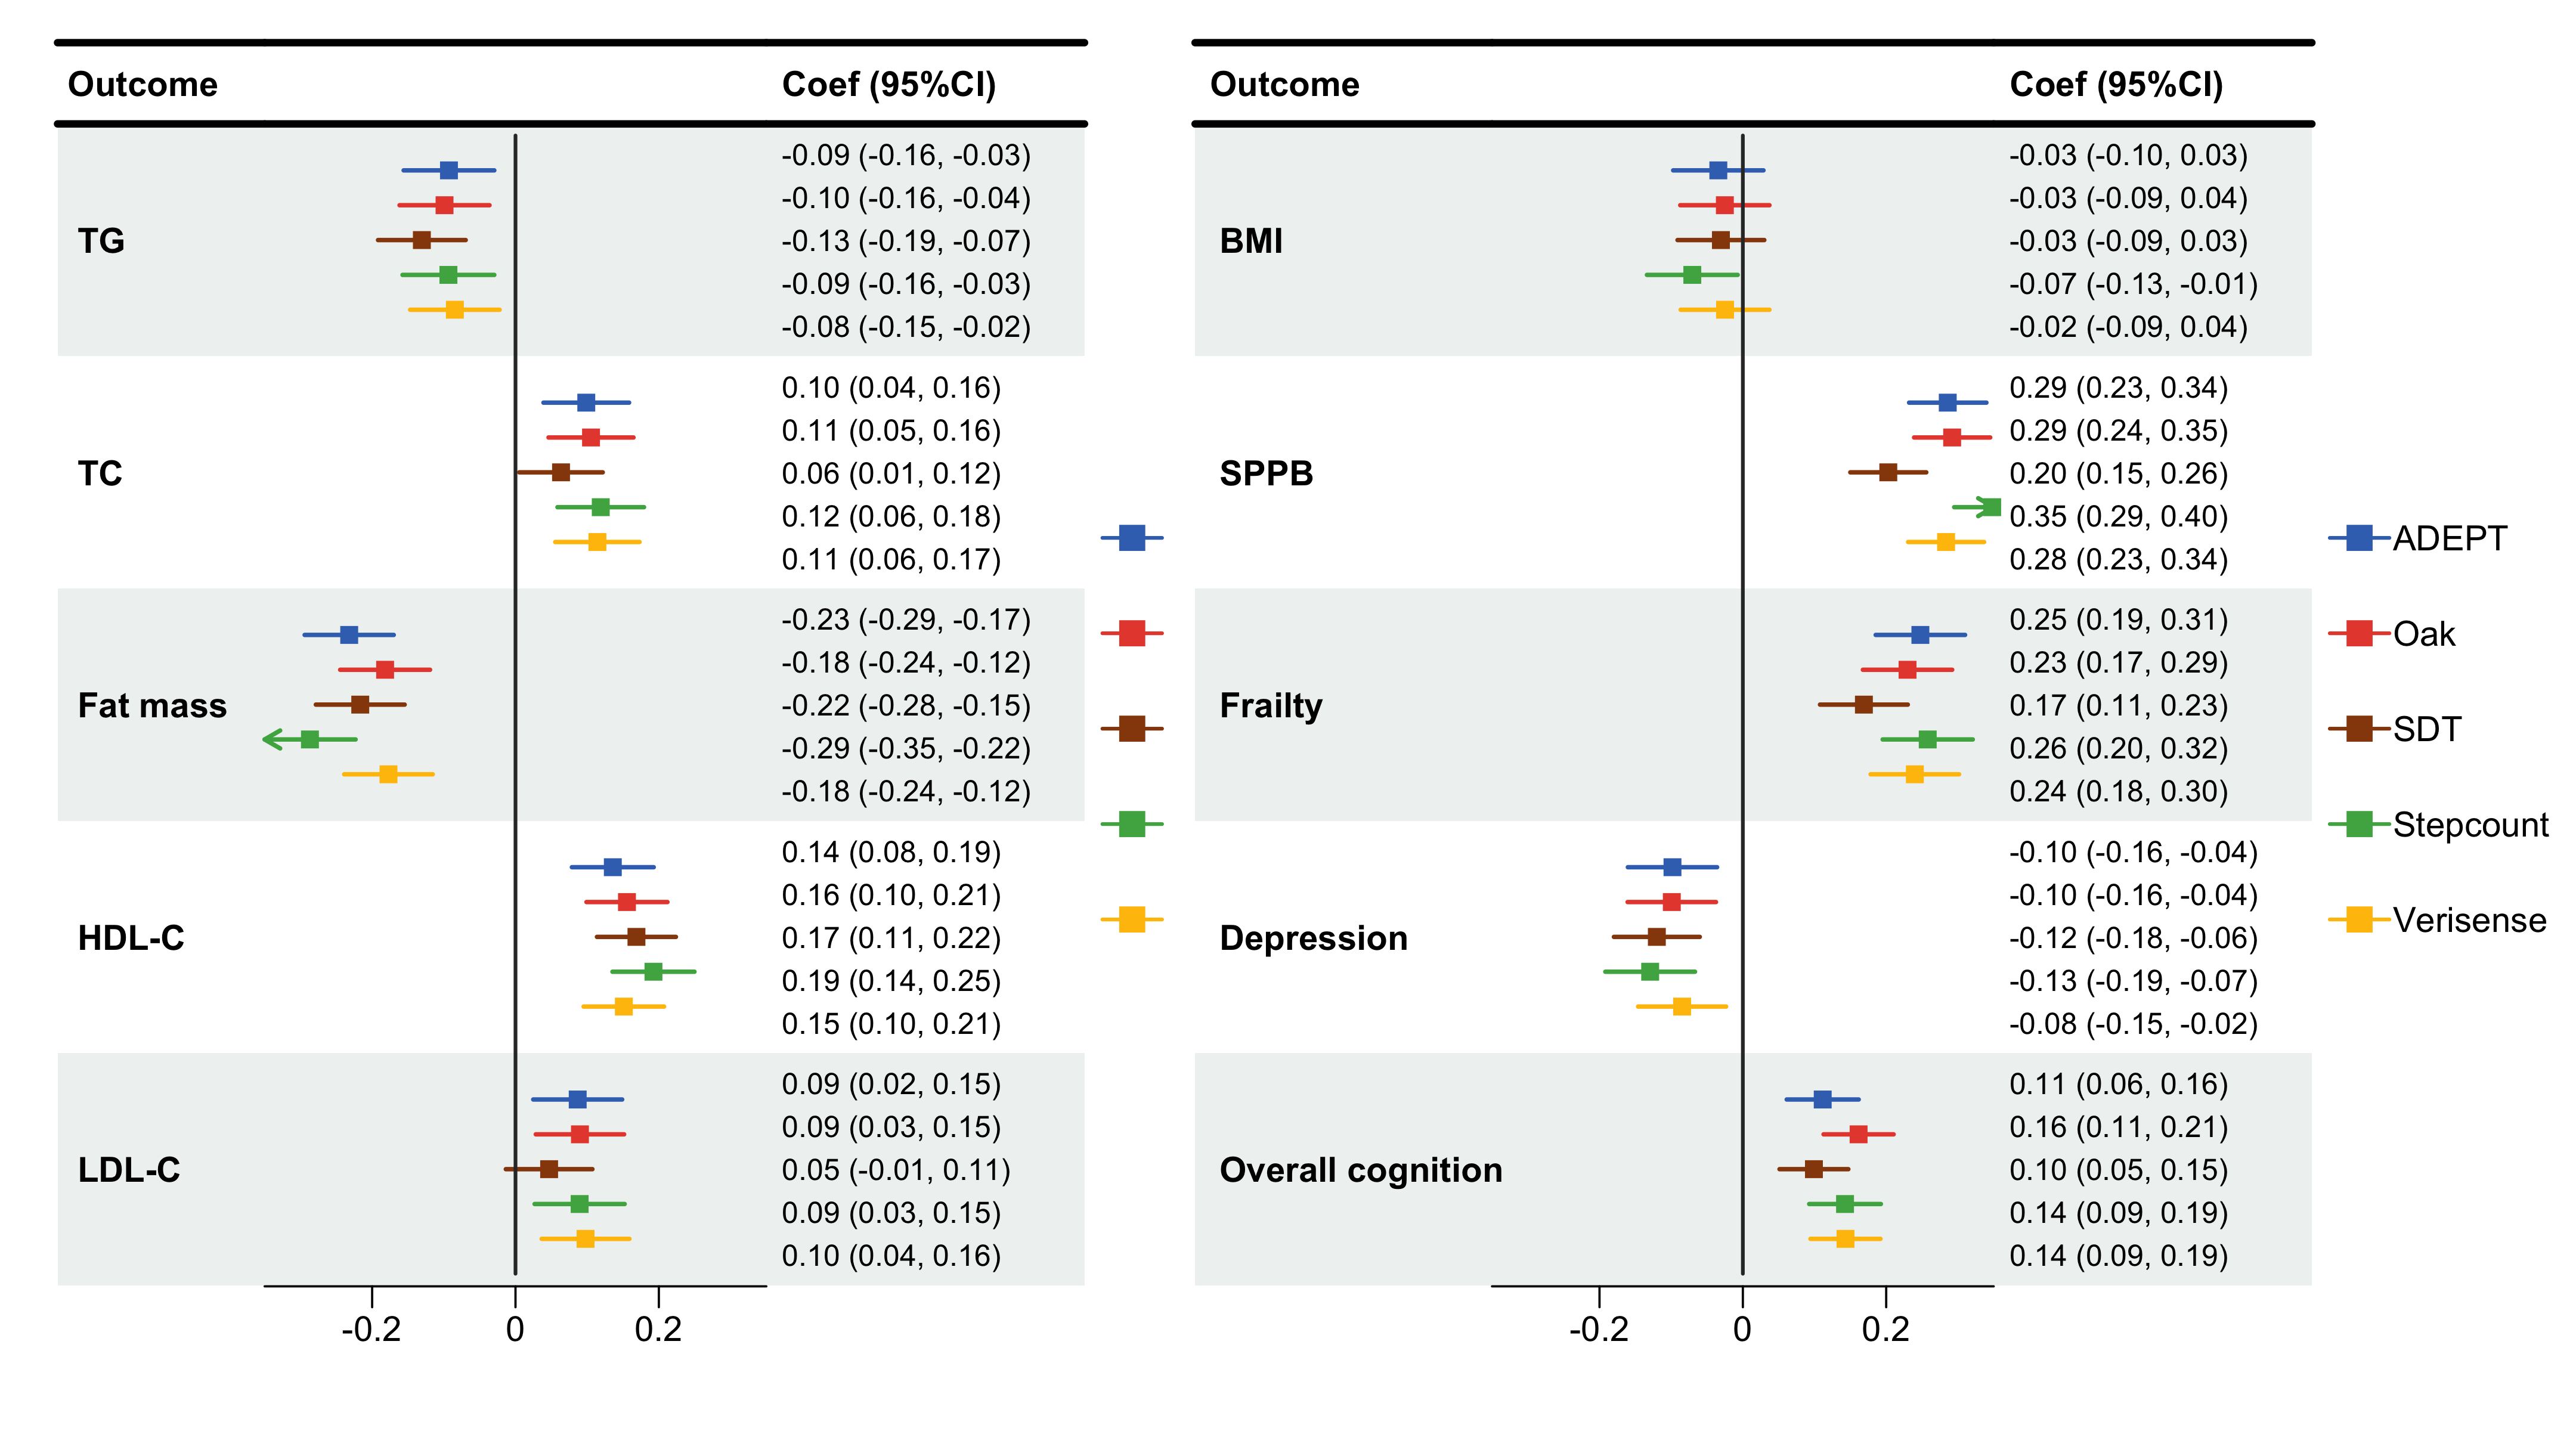 Outcome Coef (95%CI)
TG
-0.09 (-0.16, -0.03)
-0.10 (-0.16, -0.04)
-0.13 (-0.19, -0.07)
-0.09 (-0.16, -0.03)
-0.08 (-0.15, -0.02)
TC
0.10 (0.04, 0.16)
0.11 (0.05, 0.16)
0.06 (0.01, 0.12)
0.12 (0.06, 0.18)
0.11 (0.06, 0.17)
Fat mass
-0.23 (-0.29, -0.17)
-0.18 (-0.24, -0.12)
-0.22 (-0.28, -0.15)
-0.29 (-0.35, -0.22)
-0.18 (-0.24, -0.12)
HDL-C
0.14 (0.08, 0.19)
0.16 (0.10, 0.21)
0.17 (0.11, 0.22)
0.19 (0.14, 0.25)
0.15 (0.10, 0.21)
LDL-C
0.09 (0.02, 0.15)
0.09 (0.03, 0.15)
0.05 (-0.01, 0.11)
0.09 (0.03, 0.15)
0.10 (0.04, 0.16)
-0.2 0 0.2
Outcome Coef (95%CI)
BMI
-0.03 (-0.10, 0.03)
-0.03 (-0.09, 0.04)
-0.03 (-0.09, 0.03)
-0.07 (-0.13, -0.01)
-0.02 (-0.09, 0.04)
SPPB
0.29 (0.23, 0.34)
0.29 (0.24, 0.35)
0.20 (0.15, 0.26)
0.35 (0.29, 0.40)
0.28 (0.23, 0.34)
Frailty
0.25 (0.19, 0.31)
0.23 (0.17, 0.29)
0.17 (0.11, 0.23)
0.26 (0.20, 0.32)
0.24 (0.18, 0.30)
Depression
-0.10 (-0.16, -0.04)
-0.10 (-0.16, -0.04)
-0.12 (-0.18, -0.06)
-0.13 (-0.19, -0.07)
-0.08 (-0.15, -0.02)
Overall cognition
0.11 (0.06, 0.16)
0.16 (0.11, 0.21)
0.10 (0.05, 0.15)
0.14 (0.09, 0.19)
0.14 (0.09, 0.19)
-0.2 0 0.2
ADEPT
Oak
SDT
Stepcount
Verisense